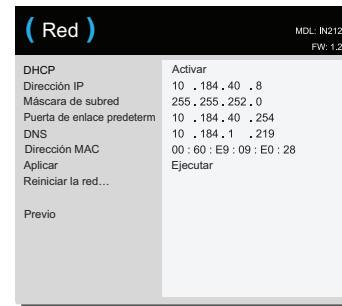 ( Red )
MDL: IN212
FW: 1.2
DHCP Activar
Dirección IP 10 . 184 . 40 . 8
Máscara de subred 255 . 255 . 252 . 0
Puerta de enlace predeterm 10 . 184 . 40 . 254
DNS 10 . 184 . 1 . 219
Dirección MAC 00 : 60 : E9 : 09 : E0 : 28
Aplicar Ejecutar
Reiniciar la red…
Previo